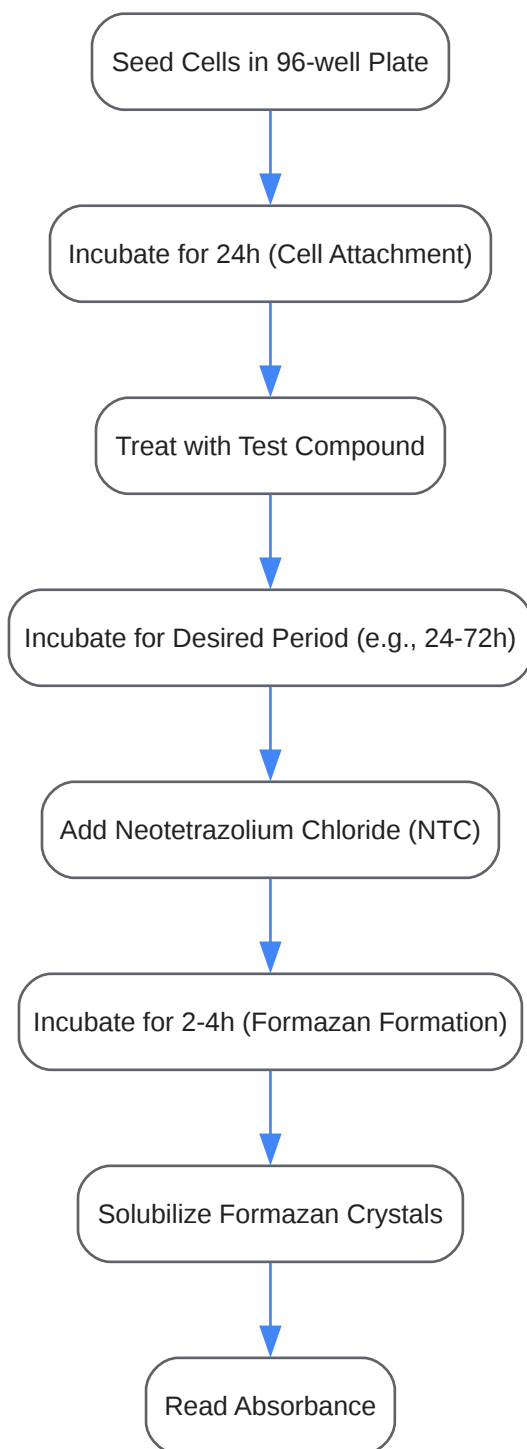 Seed Cells in 96-well Plate
Incubate for 24h (Cell Attachment)
Treat with Test Compound
Incubate for Desired Period (e.g., 24-72h)
Add Neotetrazolium Chloride (NTC)
Incubate for 2-4h (Formazan Formation)
Solubilize Formazan Crystals
Read Absorbance